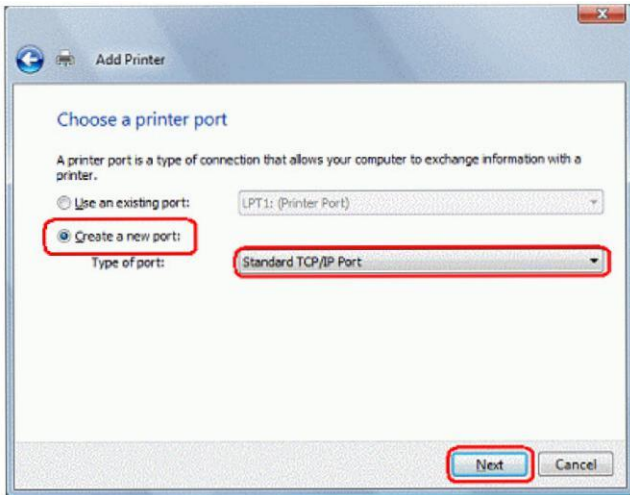 Add Printer
Choose a printer port
A printer port is a type of connection that allows your computer to exchange information with a
printer.
Use an existing port: LPT1: (Printer Port)
Create a new port:
Type of port: Standard TCP/IP Port
Next Cancel